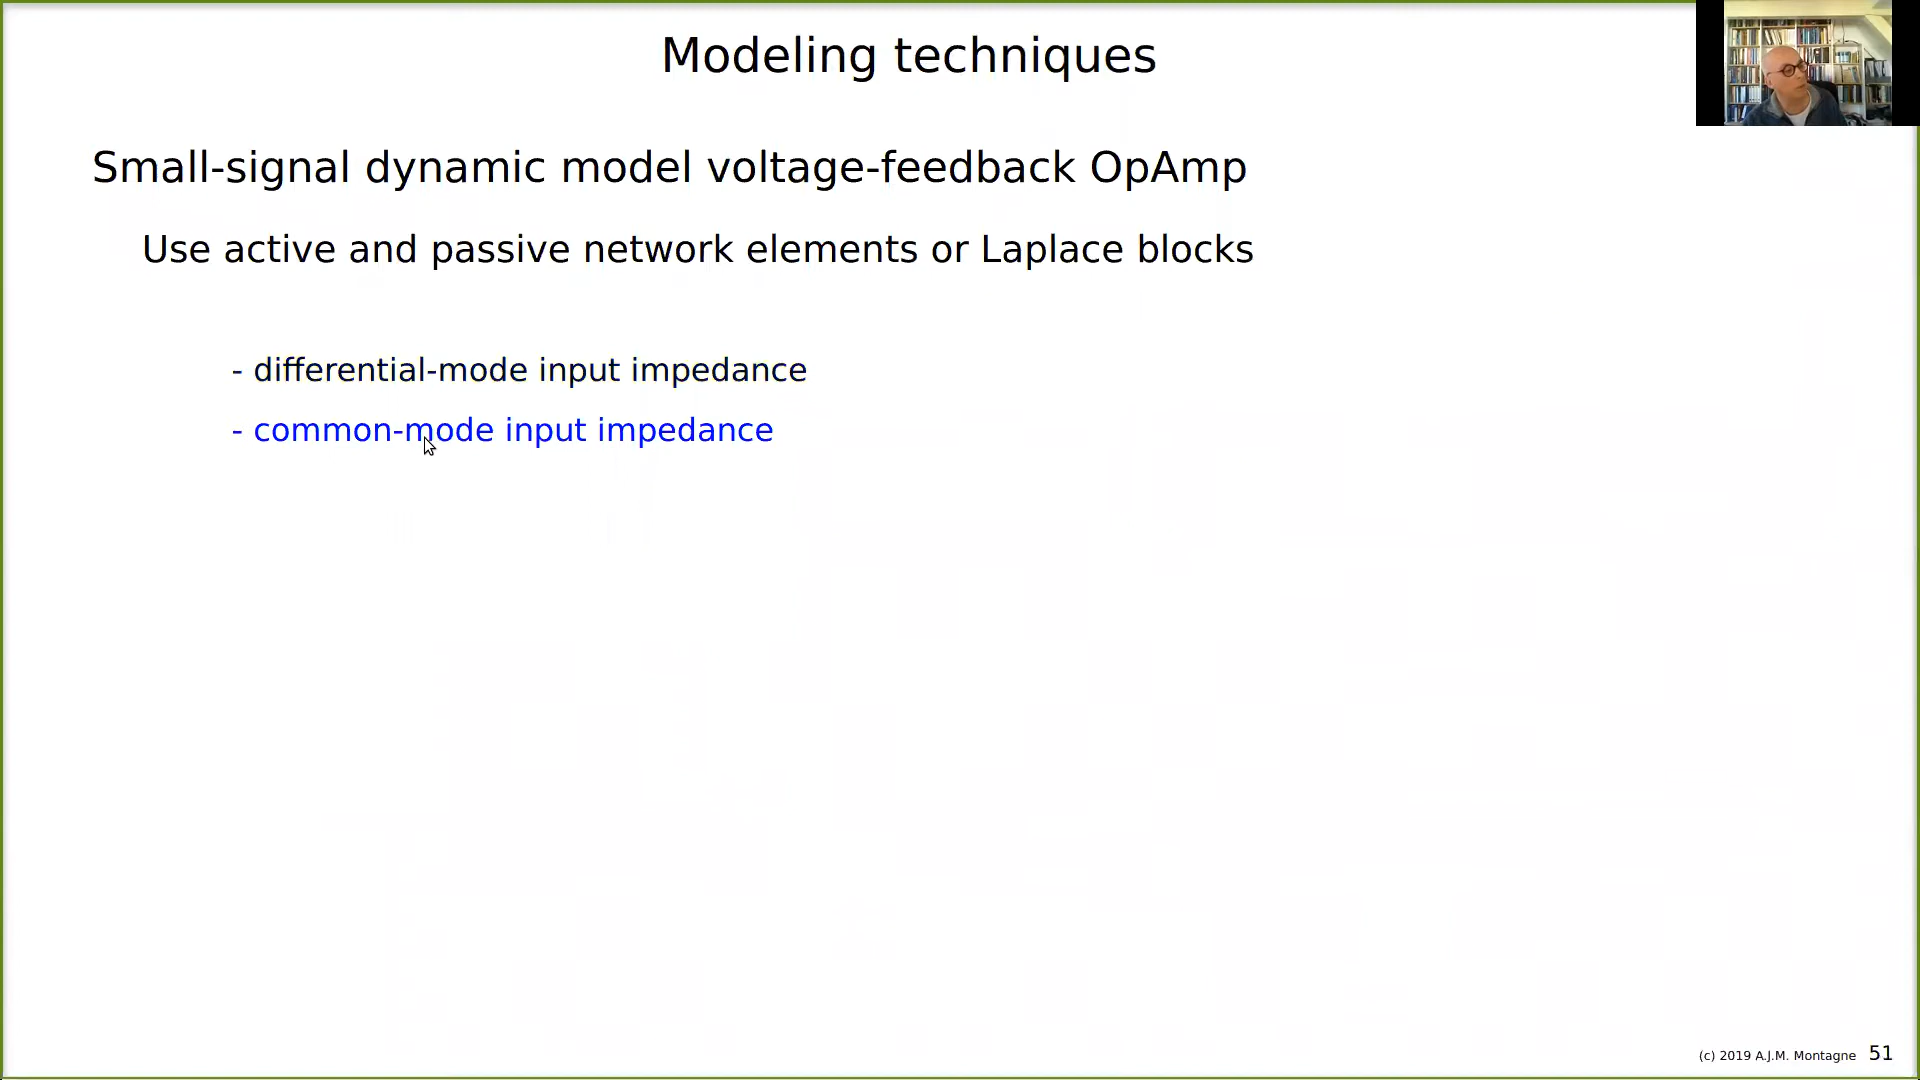 Modeling techniques
Small-signal dynamic model voltage-feedback OpAmp
Use active and passive network elements or Laplace blocks
- differential-mode input impedance
- common-mode input impedance
(c) 2019 A.J.M. Montagne 51